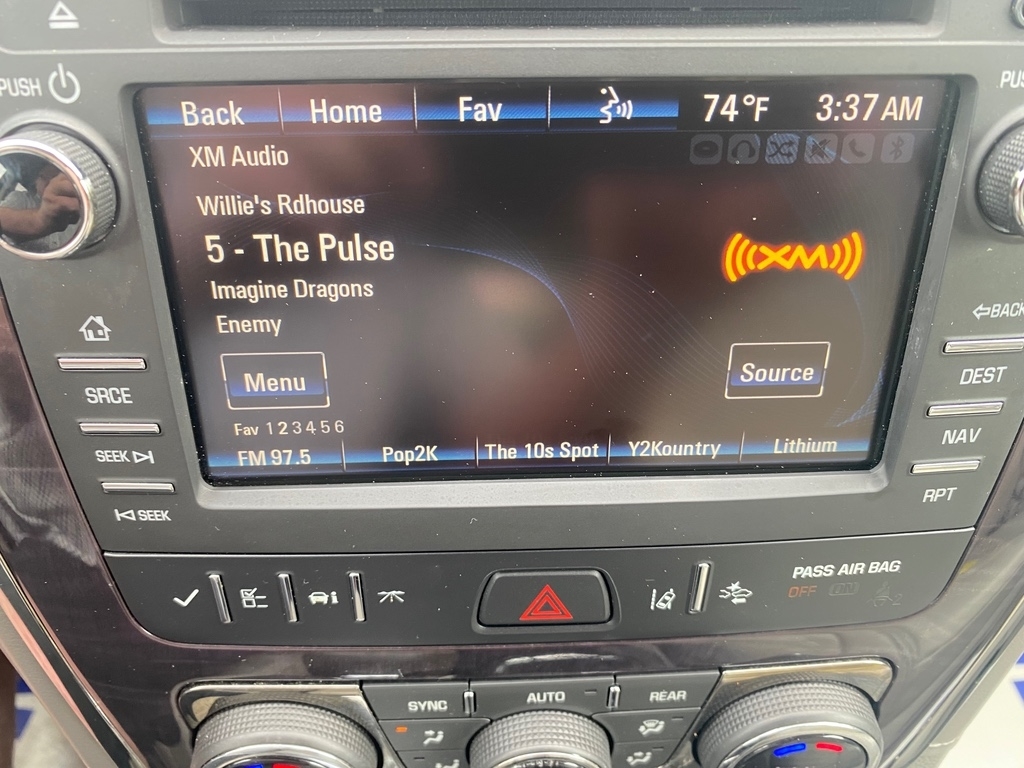 PUSH
Back Home Fav 74°F 3:37 AM
XM Audio
Willie's Rdhouse
5 - The Pulse
Imagine Dragons
Enemy
XM
Menu
Source
Fav 1 2 3 4 5 6
FM 97.5 Pop2K The 10s Spot Y2Kountry Lithium
SRCE
SEEK
SEEK
BACK
DEST
NAV
RPT
PASS AIR BAG
OFF
SYNC
AUTO
REAR